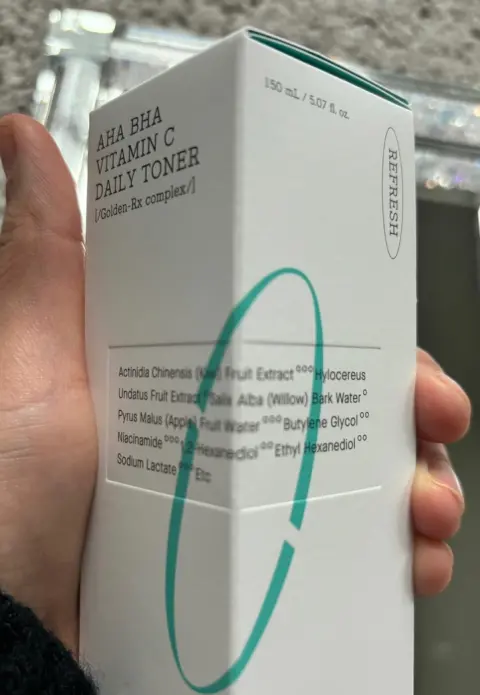 AHA BHA
VITAMIN C
DAILY TONER
[/Golden-Rx complex/]
150 mL / 5.07 fl. oz.
REFRESH
Actinidia Chinensis (Kiwi) Fruit Extract °°° Hylocereus
Undatus Fruit Extract ° Salix Alba (Willow) Bark Water °
Pyrus Malus (Apple) Fruit Water °°° Butylene Glycol °°
Niacinamide °°° 1,2-Hexanediol °° Ethyl Hexanediol °°
Sodium Lactate °°° Etc